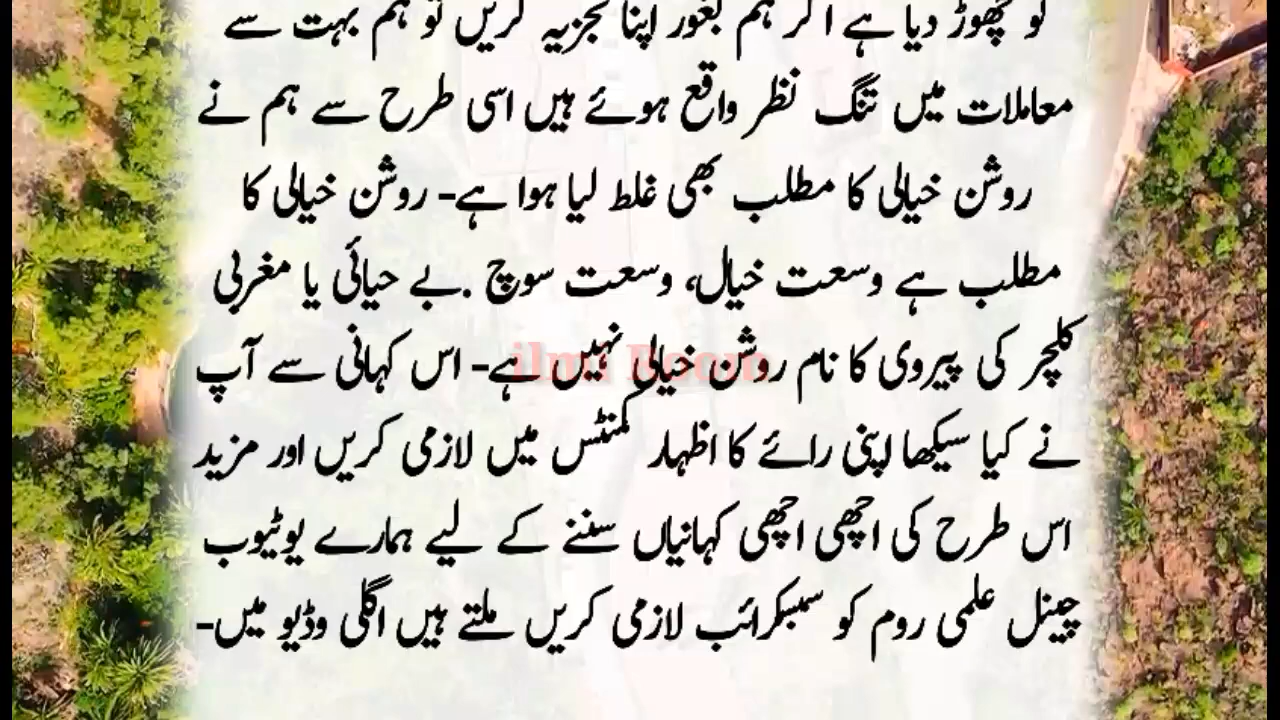 کو چھوڑ دیا ہے اگر ہم بغور اپنا تجزیہ کریں تو ہم بہت سے
معاملات میں تنگ نظر واقع ہوئے ہیں اسی طرح سے ہم نے
روشن خیالی کا مطلب بھی غلط لیا ہوا ہے- روشن خیالی کا
مطلب ہے وسعت خیال، وسعت سوچ .بے حیائی یا مغربی
کلچر کی پیروی کا نام روشن خیالی نہیں ہے- اس کہانی سے آپ
نے کیا سیکھا اپنی رائے کا اظہار کمنٹس میں لازمی کریں اور مزید
اس طرح کی اچھی اچھی کہانیاں سننے کے لیے ہمارے یوٹیوب
چینل علمی روم کو سبسکرائب لازمی کریں ملتے ہیں اگلی وڈیو میں-
ilmi Room